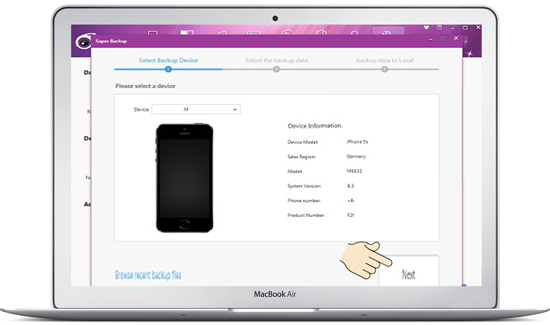 Super Backup
Select Backup Device
Select the backup data
Backup data to Local
Please select a device
Device M
Device Information
Device Model: iPhone 5s
Sales Region: Germany
Model: ME432
System Version: 8.3
Phone number: +8
Product Number: F2f
Browse recent backup files
Next
MacBook Air